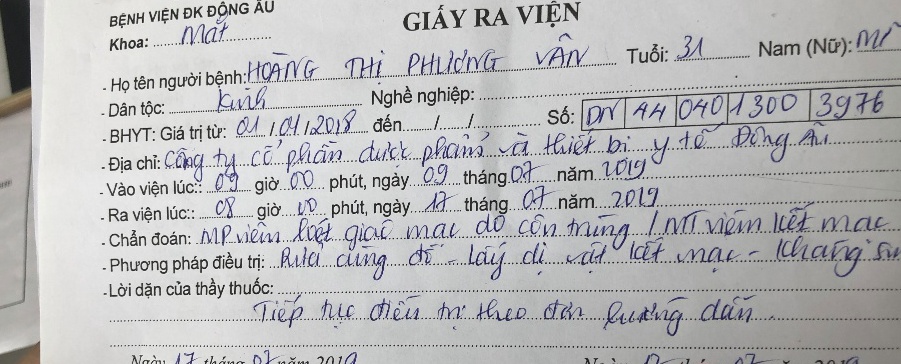 BỆNH VIỆN ĐK ĐÔNG ÂU
GIẤY RA VIỆN
Khoa: Mắt
- Họ tên người bệnh: HOÀNG THỊ PHƯƠNG VÂN Tuổi: 31 Nam (Nữ): Nữ
- Dân tộc: Kinh Nghề nghiệp:
- BHYT: Giá trị từ: 01/01/2018 đến / / Số: DN 44 040 1300 3976
- Địa chỉ: Công ty cổ phần dược phẩm và thiết bị y tế Đông Âu
- Vào viện lúc:: 09 giờ 00 phút, ngày 09 tháng 07 năm 2019
- Ra viện lúc:: 08 giờ 00 phút, ngày 17 tháng 07 năm 2019
- Chẩn đoán: MP viêm loét giác mạc do côn trùng / MT viêm kết mạc
- Phương pháp điều trị: Rửa cùng đồ - Lấy dị vật kết mạc - Kháng
- Lời dặn của thầy thuốc:
Tiếp tục điều trị theo đơn hướng dẫn.
Ngày 17 tháng 07 năm 2019